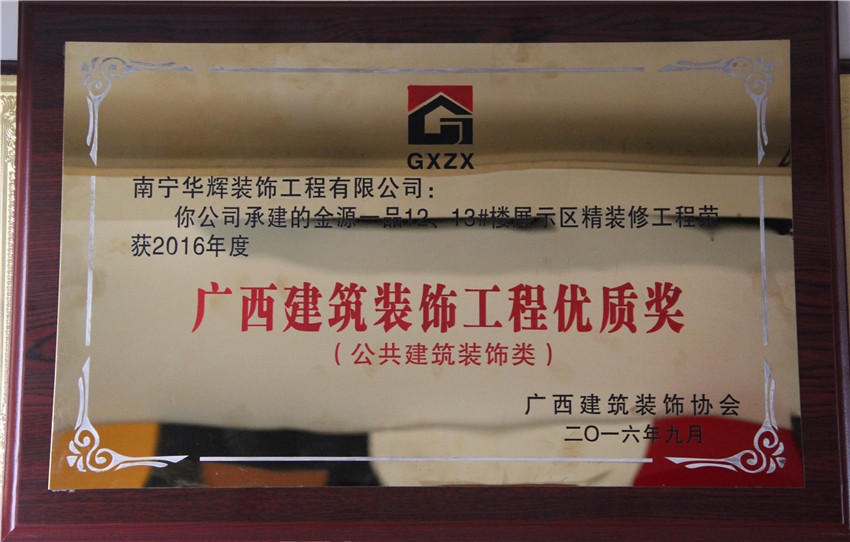 GXZX
南宁华辉装饰工程有限公司：
你公司承建的金源一品12、13#楼展示区精装修工程荣
获2016年度
广西建筑装饰工程优质奖
（公共建筑装饰类）
广西建筑装饰协会
二〇一六年九月